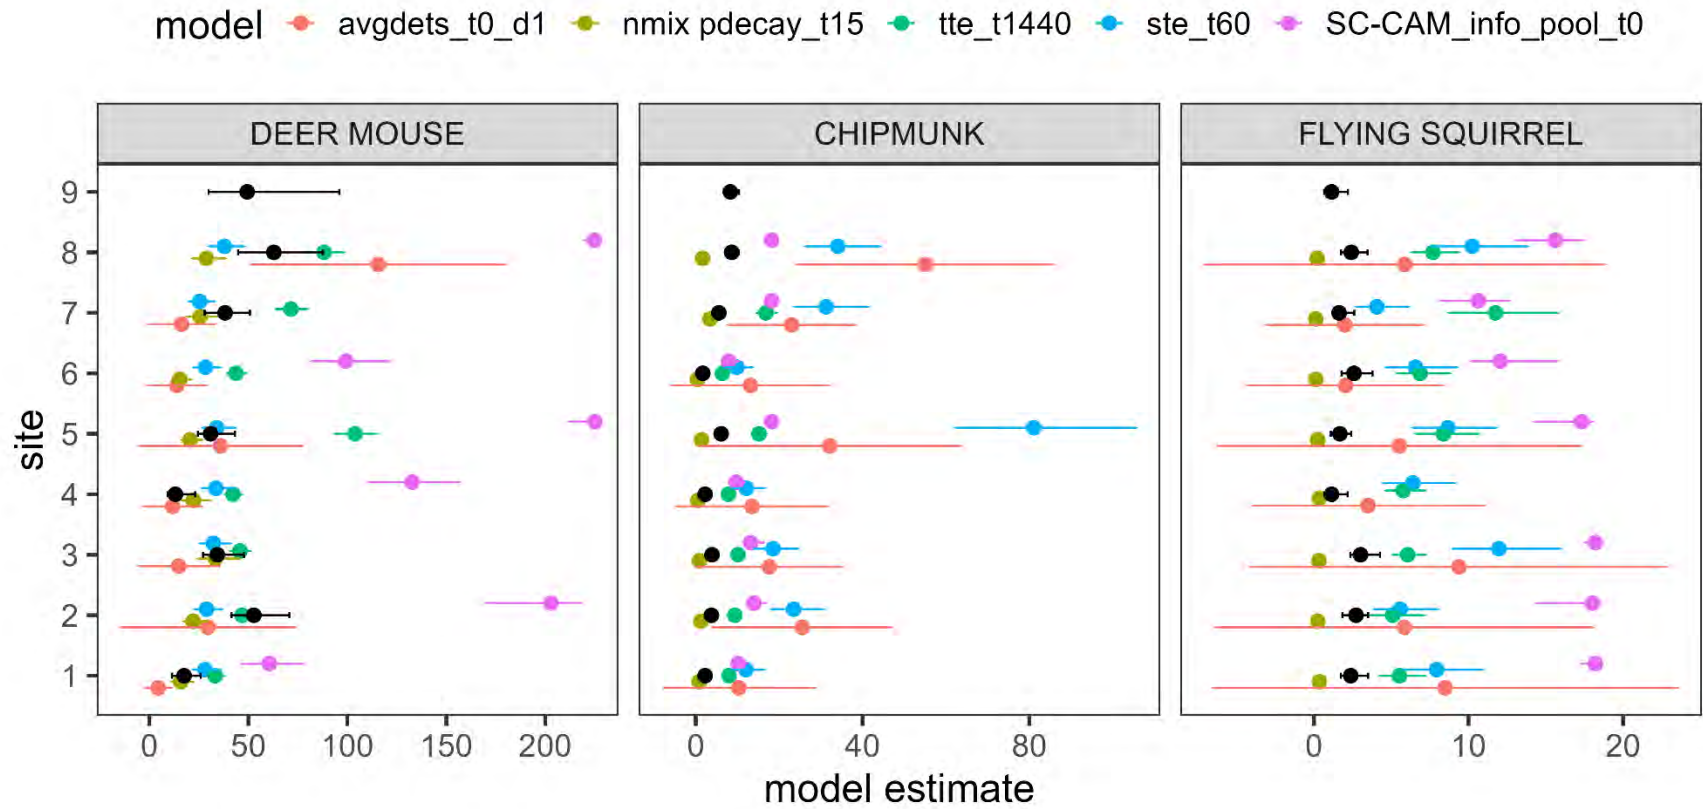 model avgdets_t0_d1 nmix pdecay_t15 tte_t1440 ste_t60 SC-CAM_info_pool_t0
DEER MOUSE CHIPMUNK FLYING SQUIRREL
site
9
8
7
6
5
4
3
2
1
0 50 100 150 200 0 40 80 0 10 20
model estimate